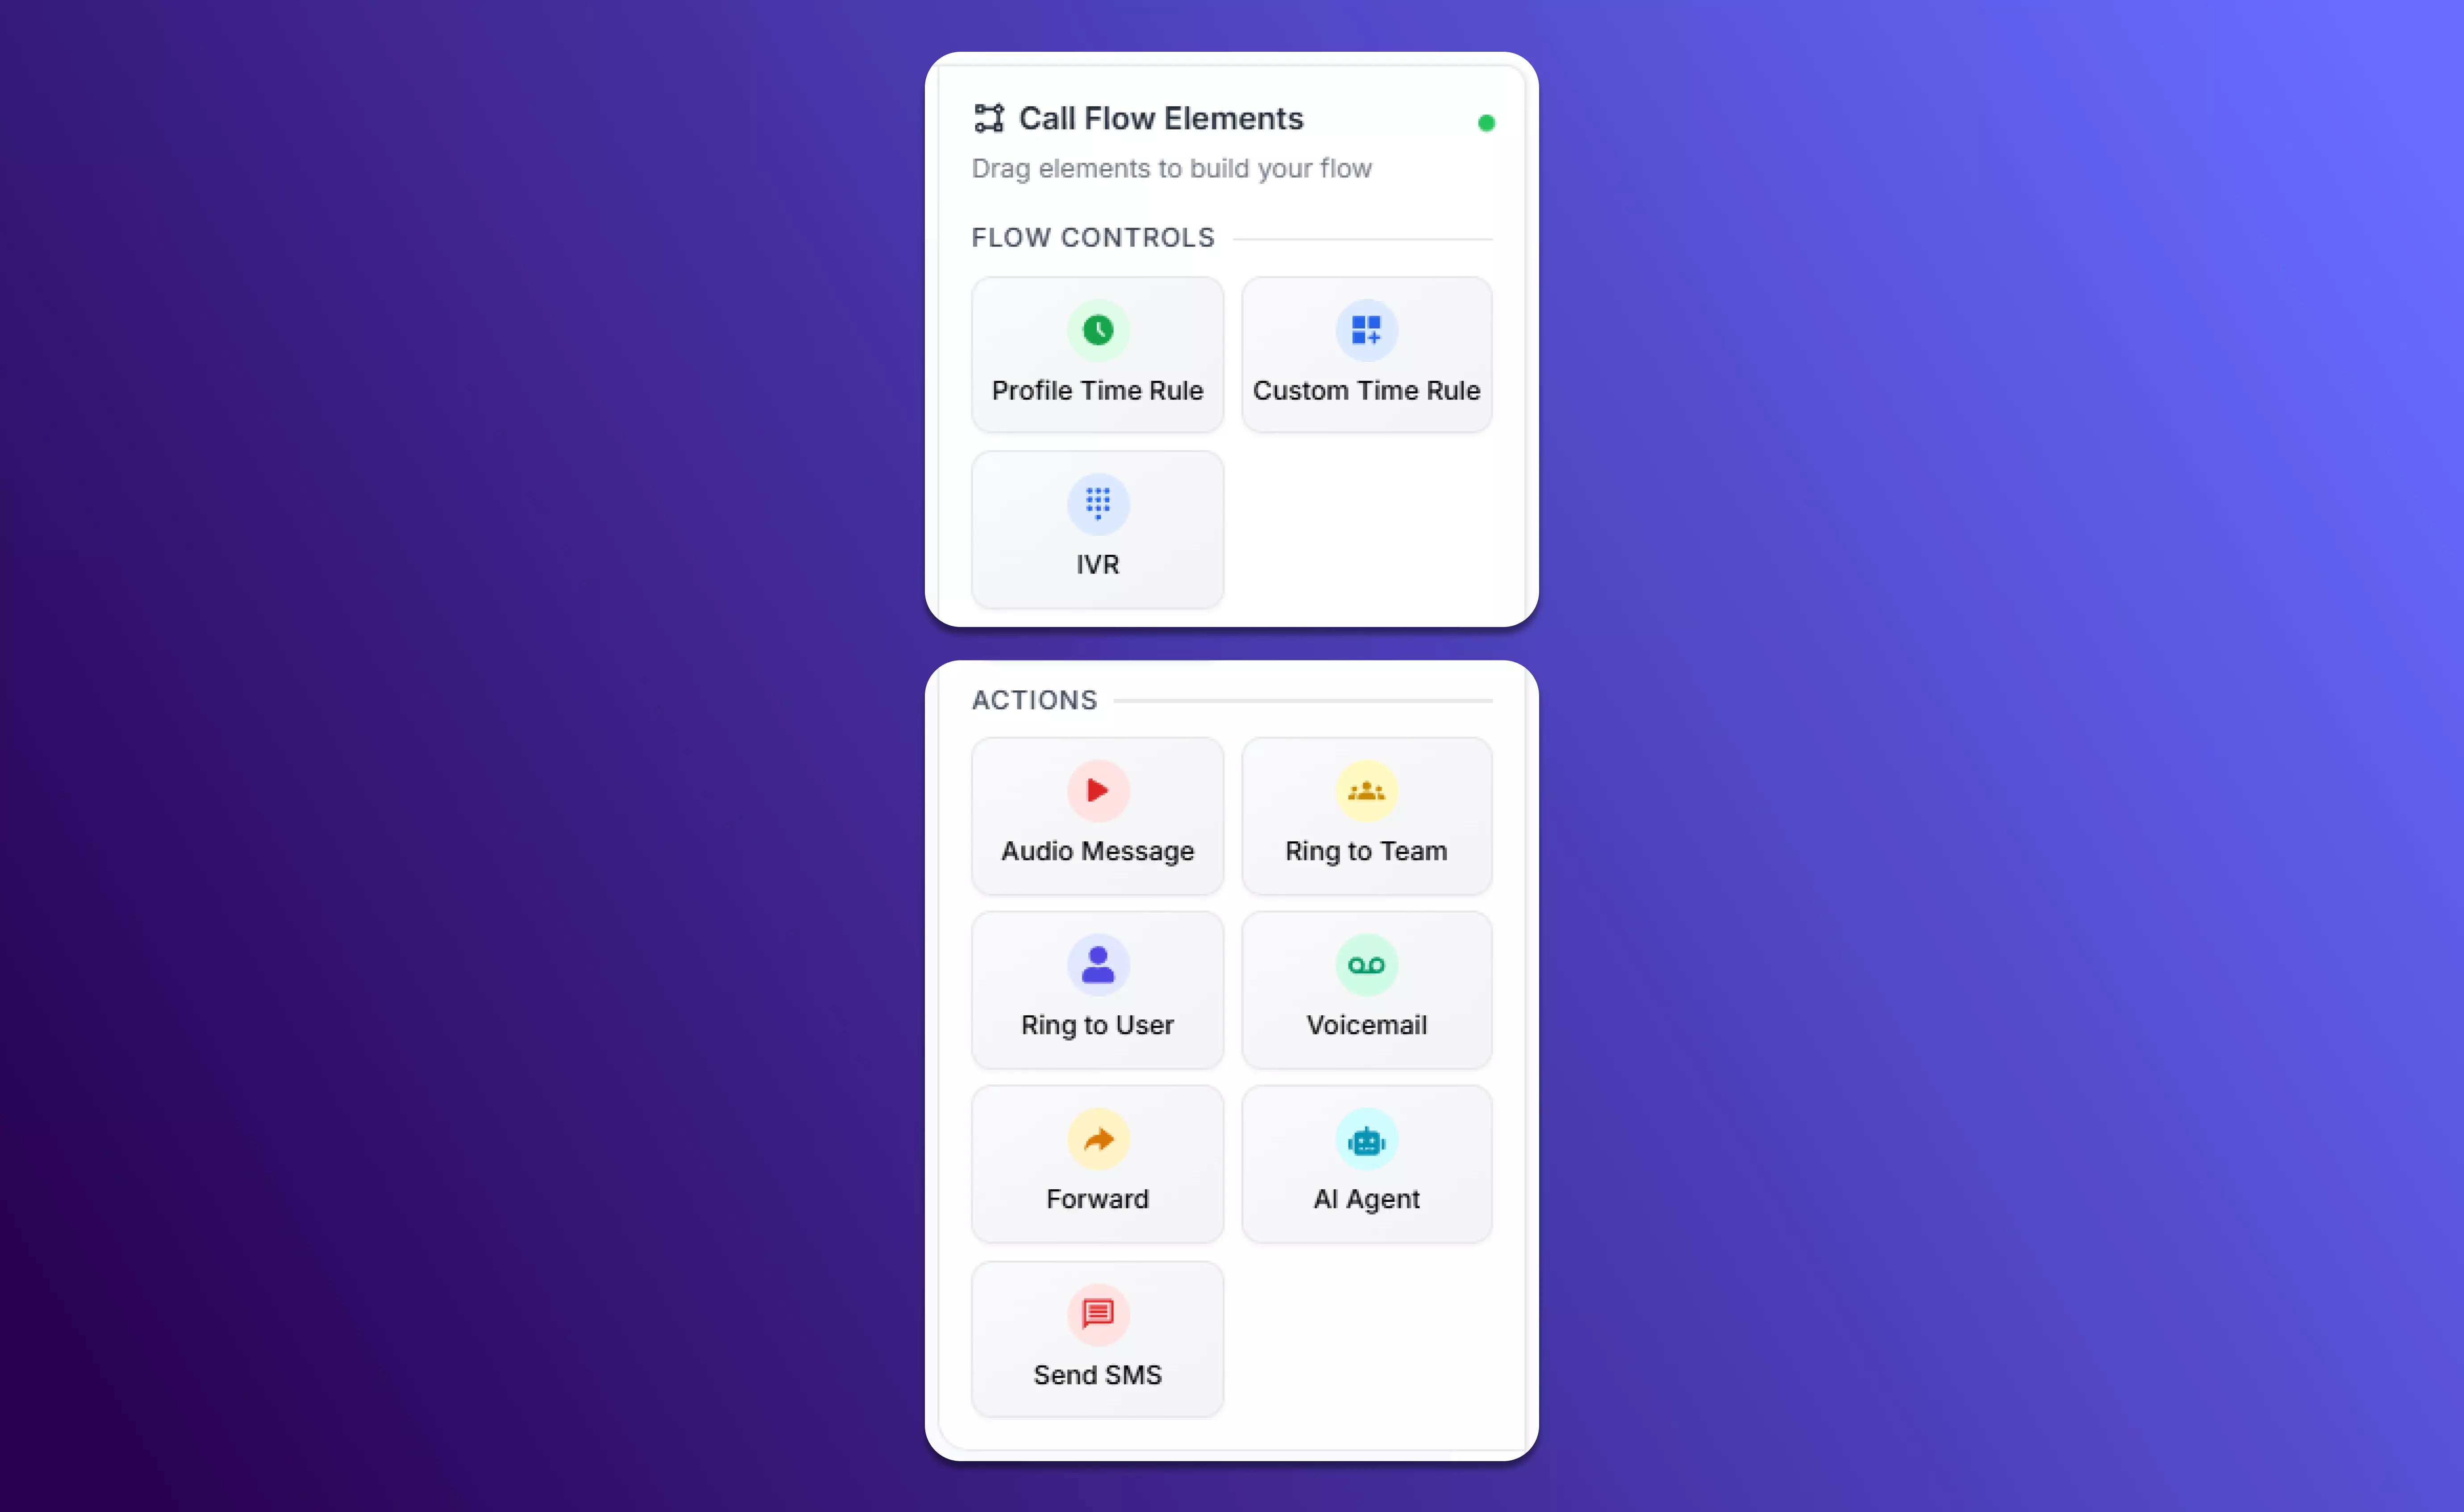 Call Flow Elements
Drag elements to build your flow
FLOW CONTROLS
Profile Time Rule
Custom Time Rule
IVR
ACTIONS
Audio Message
Ring to Team
Ring to User
Voicemail
Forward
AI Agent
Send SMS